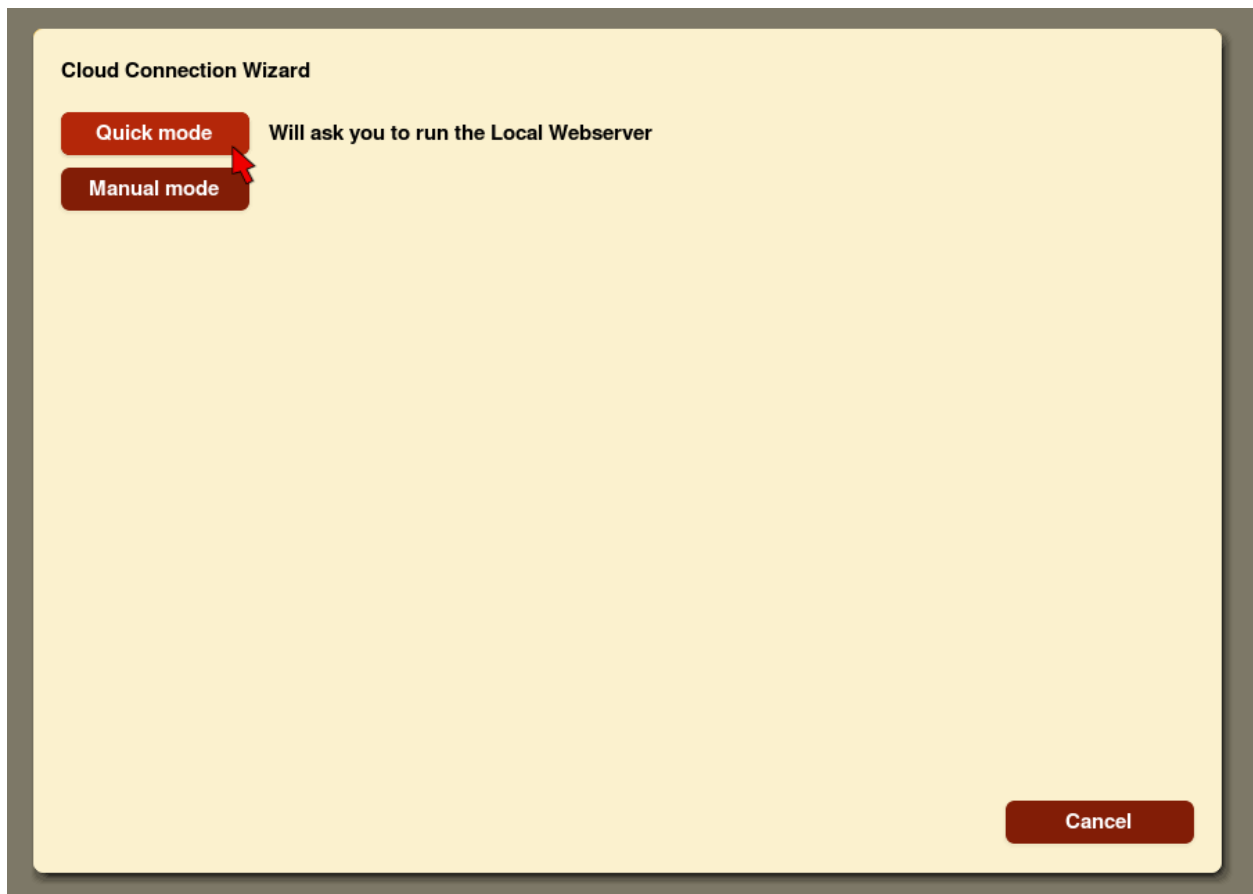 Cloud Connection Wizard
Quick mode Will ask you to run the Local Webserver
Manual mode
Cancel